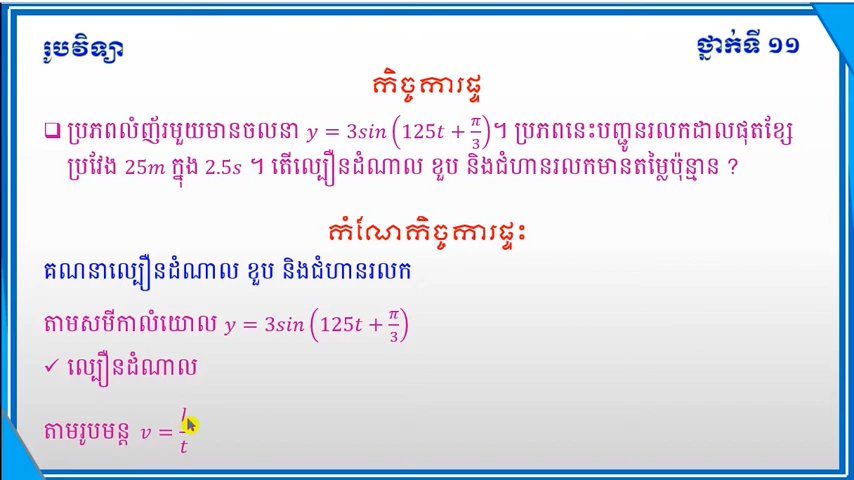 រូបវិទ្យា
ថ្នាក់ទី ១១
កិច្ចការផ្ទ
❑ ប្រភពលំញ័រមួយមានចលនា y = 3sin(125t + π/3)។ ប្រភពនេះបញ្ជូនរលកដាលផុតខ្សែ
ប្រវែង 25m ក្នុង 2.5s ។ តើល្បឿនដំណាល ខួប និងជំហានរលកមានតម្លៃប៉ុន្មាន ?
កំណែកិច្ចការផ្ទះ
គណនាល្បឿនដំណាល ខួប និងជំហានរលក
តាមសមីកាលំយោល y = 3sin(125t + π/3)
✓ ល្បឿនដំណាល
តាមរូបមន្ត v = l/t